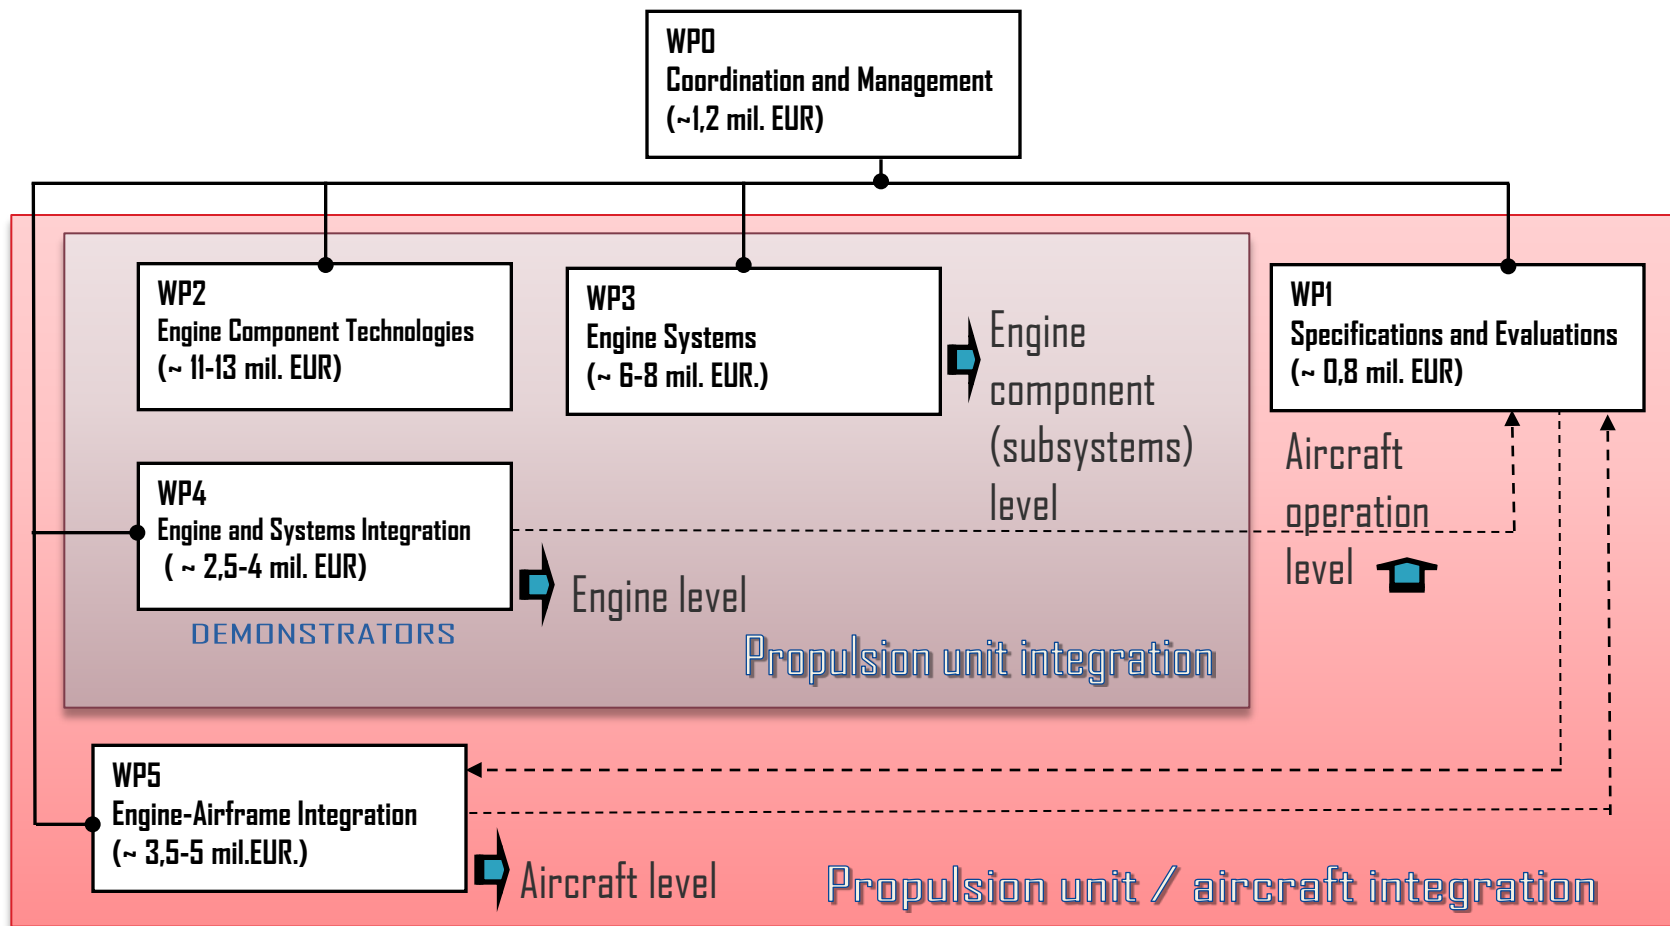 WP0
Coordination and Management
(~1,2 mil. EUR)
WP2
Engine Component Technologies
(~ 11-13 mil. EUR)
WP3
Engine Systems
(~ 6-8 mil. EUR.)
Engine
component
(subsystems)
level
WP1
Specifications and Evaluations
(~ 0,8 mil. EUR)
Aircraft
operation
level
WP4
Engine and Systems Integration
( ~ 2,5-4 mil. EUR)
Engine level
DEMONSTRATORS
Propulsion unit integration
WP5
Engine-Airframe Integration
(~ 3,5-5 mil.EUR.)
Aircraft level
Propulsion unit / aircraft integration